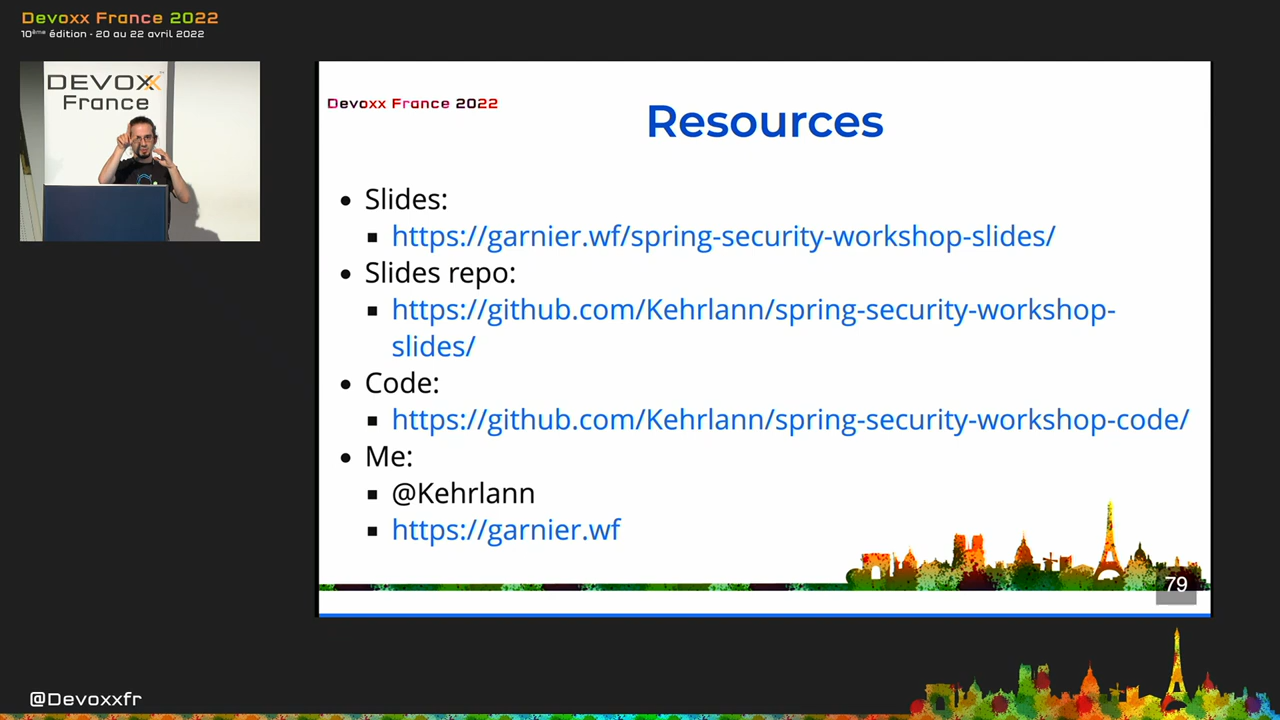 Devoxx France 2022
10ème édition - 20 au 22 avril 2022
DEVOXX
France
Devoxx France 2022
Resources
Slides:
https://garnier.wf/spring-security-workshop-slides/
Slides repo:
https://github.com/Kehrlann/spring-security-workshop-
slides/
Code:
https://github.com/Kehrlann/spring-security-workshop-code/
Me:
@Kehrlann
https://garnier.wf
79
@Devoxxfr